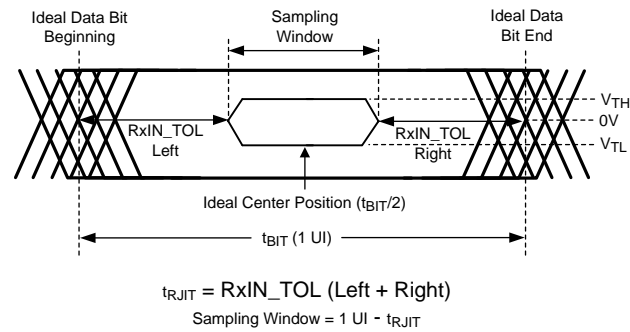 Ideal Data Bit
Beginning
Sampling
Window
Ideal Data
Bit End
VTH
0V
VTL
RxIN_TOL
Left
RxIN_TOL
Right
Ideal Center Position (tBIT/2)
tBIT (1 UI)
tRJIT = RxIN_TOL (Left + Right)
Sampling Window = 1 UI - tRJIT